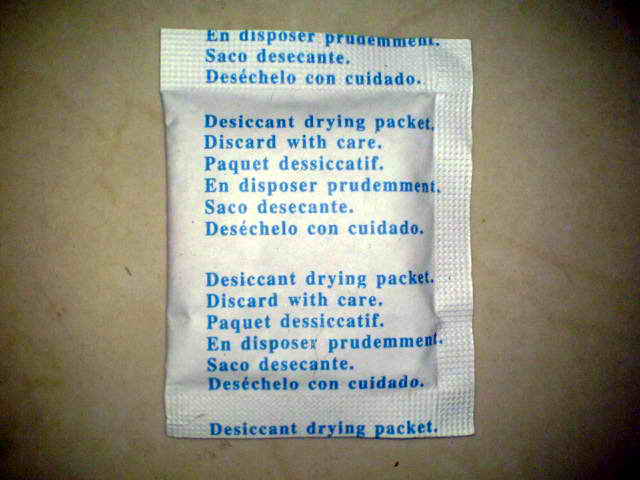 En disposer prudemment.
Saco desecante.
Deséchelo con cuidado.
Desiccant drying packet.
Discard with care.
Paquet dessiccatif.
En disposer prudemment.
Saco desecante.
Deséchelo con cuidado.
Desiccant drying packet.
Discard with care.
Paquet dessiccatif.
En disposer prudemment.
Saco desecante.
Deséchelo con cuidado.
Desiccant drying packet.